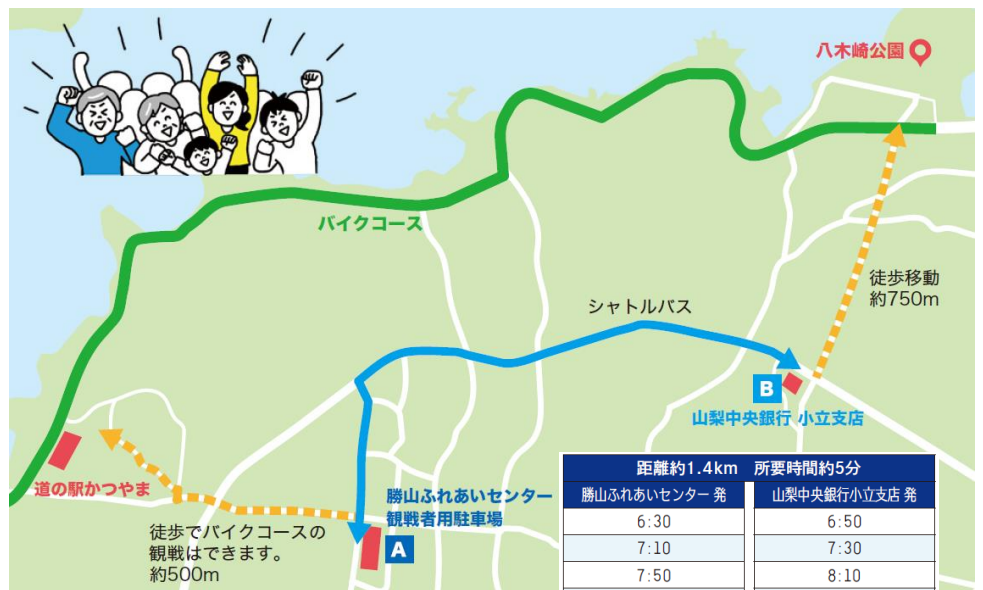 八木崎公園
バイクコース
徒歩移動
約750m
シャトルバス
B
山梨中央銀行 小立支店
道の駅かつやま
勝山ふれあいセンター
観戦者用駐車場
A
徒歩でバイクコースの
観戦はできます。
約500m
距離約1.4km 所要時間約5分
勝山ふれあいセンター 発 山梨中央銀行小立支店 発
6:30 6:50
7:10 7:30
7:50 8:10